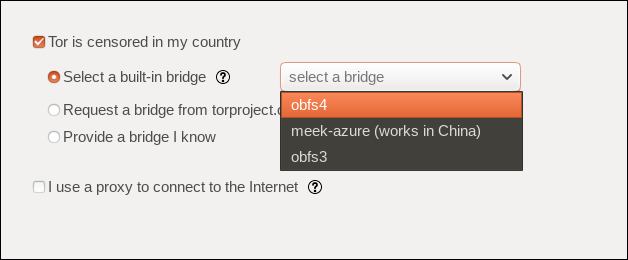 Tor is censored in my country
Select a built-in bridge ?
select a bridge
obfs4
Request a bridge from torproject.
meek-azure (works in China)
Provide a bridge I know
obfs3
I use a proxy to connect to the Internet ?